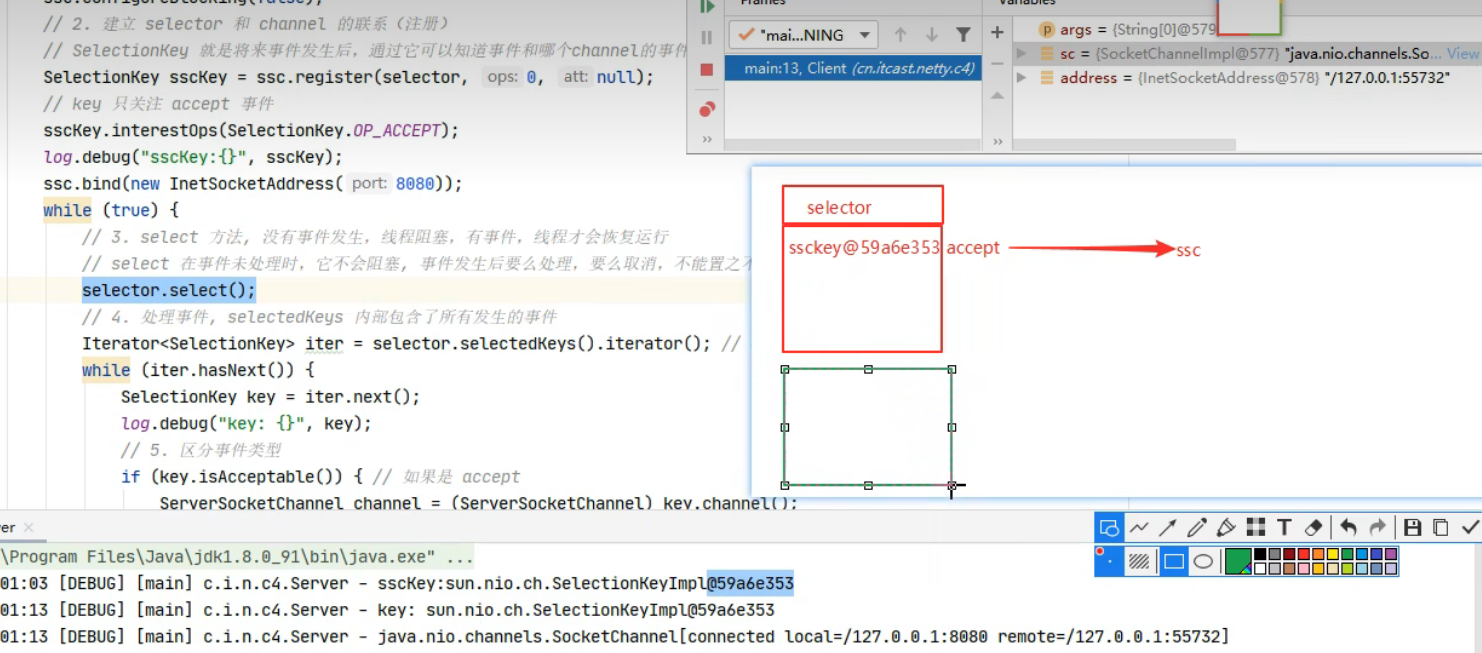 ssc.configureBlocking(false);
// 2. 建立 selector 和 channel 的联系（注册）
// SelectionKey 就是将来事件发生后，通过它可以知道事件和哪个channel的事件
SelectionKey sscKey = ssc.register(selector, ops: 0, att: null);
// key 只关注 accept 事件
sscKey.interestOps(SelectionKey.OP_ACCEPT);
log.debug("sscKey:{}", sscKey);
ssc.bind(new InetSocketAddress( port: 8080));
while (true) {
// 3. select 方法, 没有事件发生，线程阻塞，有事件，线程才会恢复运行
// select 在事件未处理时，它不会阻塞, 事件发生后要么处理，要么取消，不能置之不
selector.select();
// 4. 处理事件, selectedKeys 内部包含了所有发生的事件
Iterator<SelectionKey> iter = selector.selectedKeys().iterator(); //
while (iter.hasNext()) {
SelectionKey key = iter.next();
log.debug("key: {}", key);
// 5. 区分事件类型
if (key.isAcceptable()) { // 如果是 accept
ServerSocketChannel channel = (ServerSocketChannel) key.channel();
Frames
Variables
"mai...NING
main:13, Client (cn.itcast.netty.c4)
args = {String[0]@579
sc = {SocketChannelImpl@577} "java.nio.channels.So... View
address = {InetSocketAddress@578} "/127.0.0.1:55732"
selector
ssckey@59a6e353 accept
ssc
ver
\Program Files\Java\jdk1.8.0_91\bin\java.exe" ...
01:03 [DEBUG] [main] c.i.n.c4.Server - sscKey:sun.nio.ch.SelectionKeyImpl@59a6e353
01:13 [DEBUG] [main] c.i.n.c4.Server - key: sun.nio.ch.SelectionKeyImpl@59a6e353
01:13 [DEBUG] [main] c.i.n.c4.Server - java.nio.channels.SocketChannel[connected local=/127.0.0.1:8080 remote=/127.0.0.1:55732]